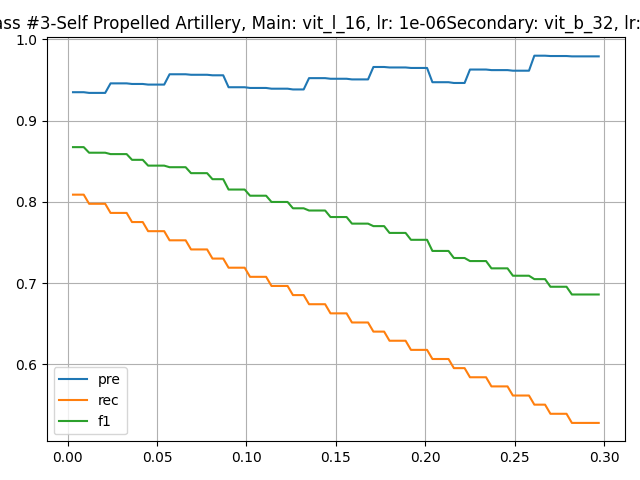 ass #3-Self Propelled Artillery, Main: vit_l_16, lr: 1e-06Secondary: vit_b_32, lr:
1.0
0.9
0.8
0.7
0.6
pre
rec
f1
0.00 0.05 0.10 0.15 0.20 0.25 0.30